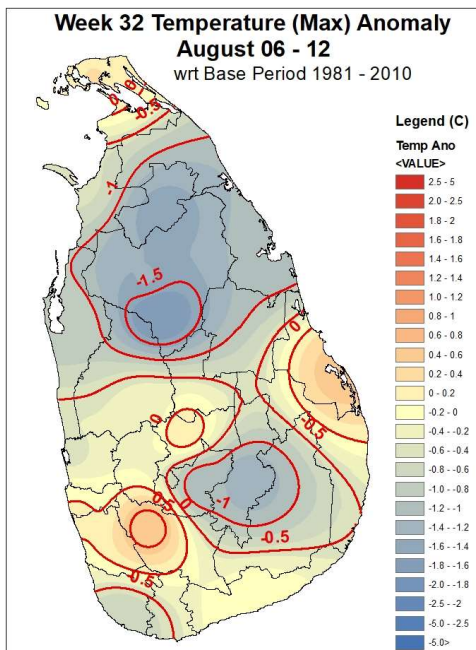 Week 32 Temperature (Max) Anomaly
August 06 - 12
wrt Base Period 1981 - 2010
Legend (C)
Temp Ano
<VALUE>
2.5 - 5
2.0 - 2.5
1.8 - 2
1.6 - 1.8
1.4 - 1.6
1.2 - 1.4
1.0 - 1.2
0.8 - 1
0.6 - 0.8
0.4 - 0.6
0.2 - 0.4
0 - 0.2
-0.2 - 0
-0.4 - -0.2
-0.6 - -0.4
-0.8 - -0.6
-1.0 - -0.8
-1.2 - -1
-1.4 - -1.2
-1.6 - -1.4
-1.8 - -1.6
-2.0 - -1.8
-2.5 - -2
-5.0 - -2.5
-5.0>
0
0
-0.5
-1
-1.5
0
-0.5
0
0.5
0
-1
-0.5
-0.5